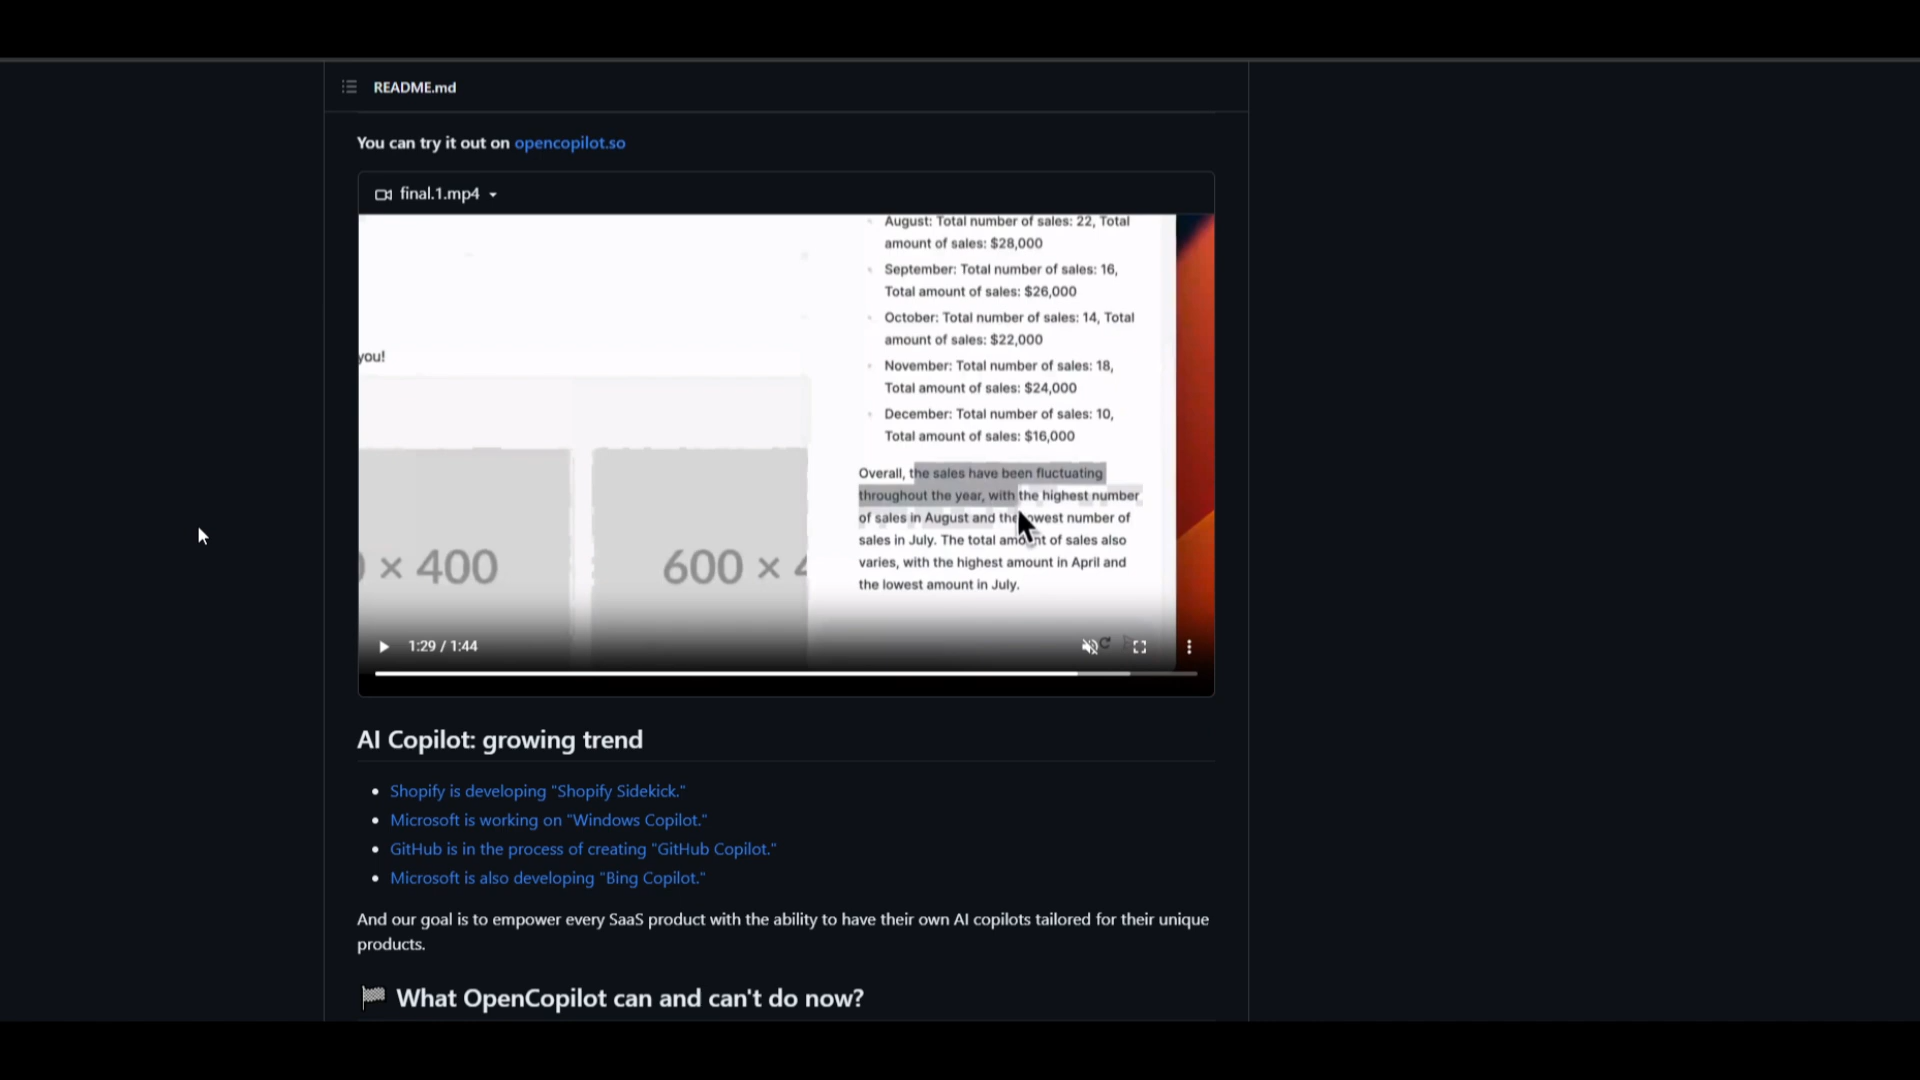 README.md
You can try it out on opencopilot.so
final.1.mp4
August: Total number of sales: 22, Total
amount of sales: $28,000
September: Total number of sales: 16,
Total amount of sales: $26,000
October: Total number of sales: 14, Total
amount of sales: $22,000
you!
November: Total number of sales: 18,
Total amount of sales: $24,000
December: Total number of sales: 10,
Total amount of sales: $16,000
Overall, the sales have been fluctuating
throughout the year, with the highest number
of sales in August and the lowest number of
sales in July. The total amount of sales also
varies, with the highest amount in April and
the lowest amount in July.
× 400
600 × 4
1:29 / 1:44
AI Copilot: growing trend
Shopify is developing "Shopify Sidekick."
Microsoft is working on "Windows Copilot."
GitHub is in the process of creating "GitHub Copilot."
Microsoft is also developing "Bing Copilot."
And our goal is to empower every SaaS product with the ability to have their own AI copilots tailored for their unique
products.
What OpenCopilot can and can't do now?